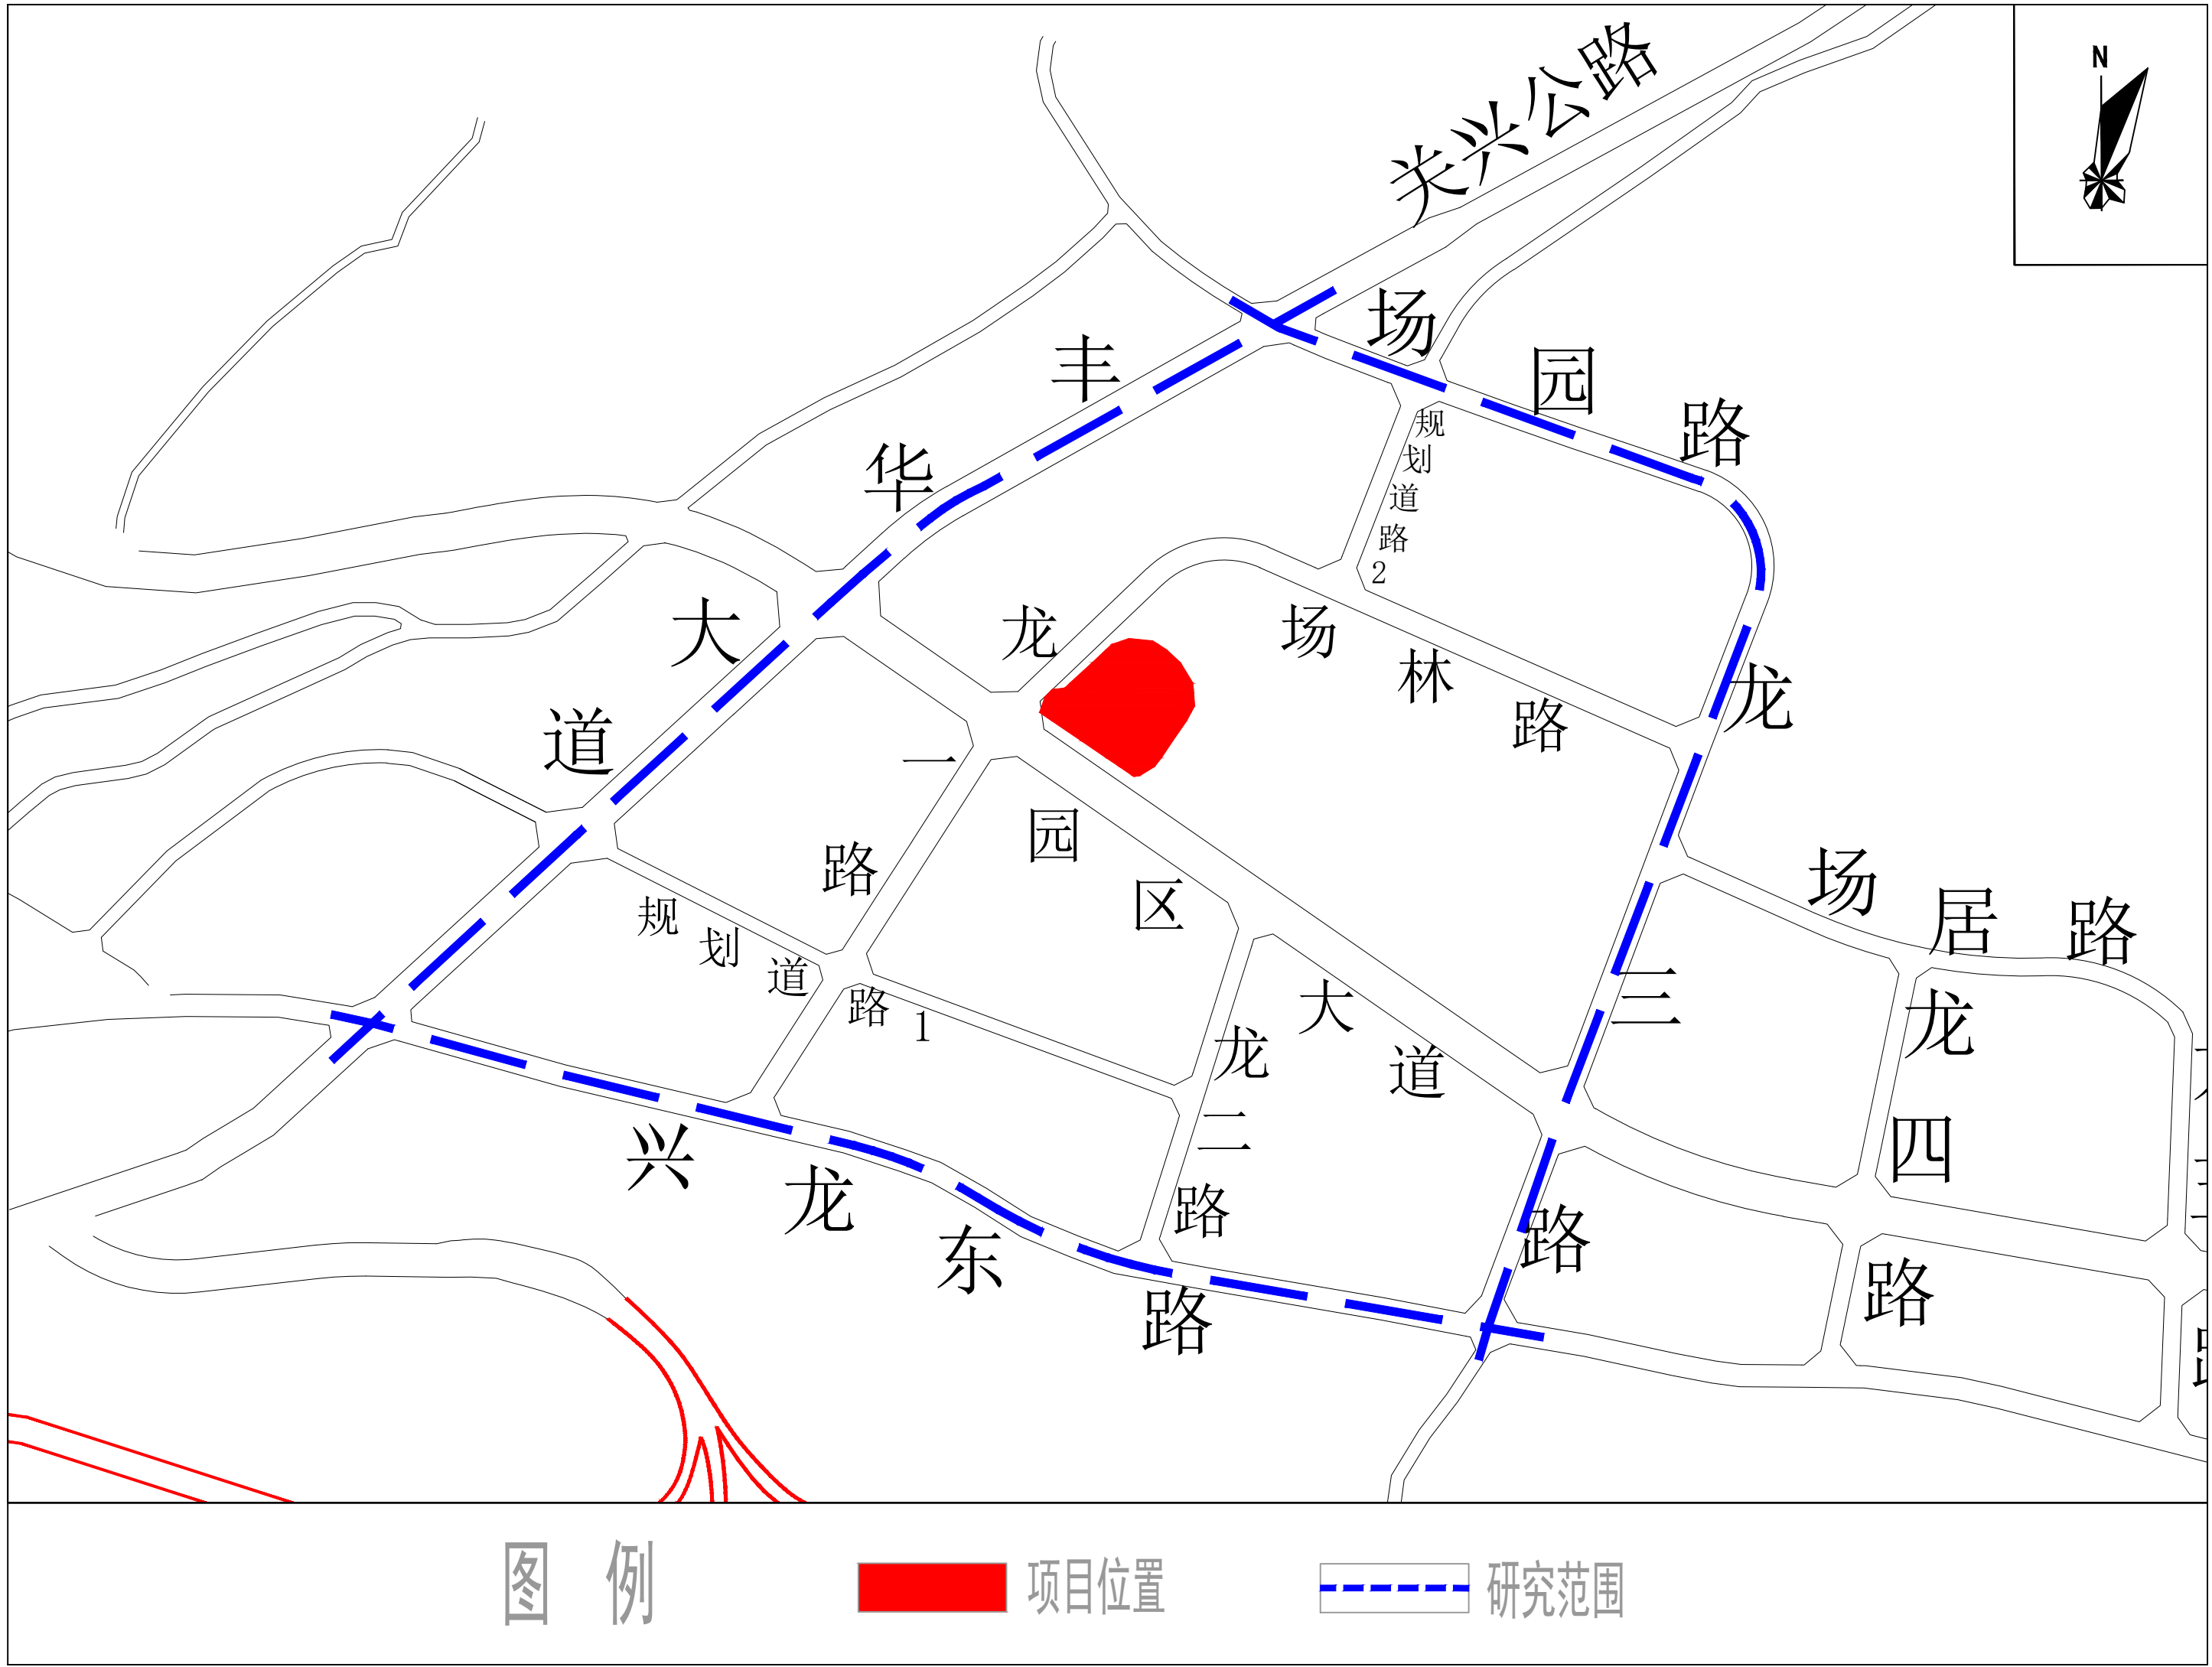 N
关兴公路
场园路
丰华大道
规划道路2
龙一路
场林路
龙三路
园区大道
场居路
规划道路1
龙二路
龙四路
兴龙东路
图 例
项目位置
研究范围